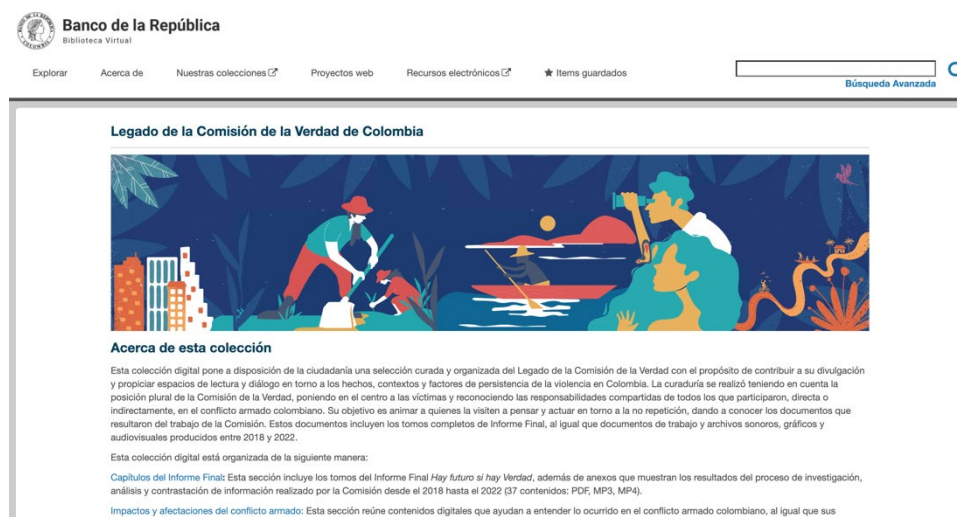 Banco de la República
Biblioteca Virtual
Explorar Acerca de Nuestras colecciones Proyectos web Recursos electrónicos ★ Items guardados
Búsqueda Avanzada
Legado de la Comisión de la Verdad de Colombia
Acerca de esta colección
Esta colección digital pone a disposición de la ciudadanía una selección curada y organizada del Legado de la Comisión de la Verdad con el propósito de contribuir a su divulgación
y propiciar espacios de lectura y diálogo en torno a los hechos, contextos y factores de persistencia de la violencia en Colombia. La curaduría se realizó teniendo en cuenta la
posición plural de la Comisión de la Verdad, poniendo en el centro a las víctimas y reconociendo las responsabilidades compartidas de todos los que participaron, directa o
indirectamente, en el conflicto armado colombiano. Su objetivo es animar a quienes la visiten a pensar y actuar en torno a la no repetición, dando a conocer los documentos que
resultaron del trabajo de la Comisión. Estos documentos incluyen los tomos completos de Informe Final, al igual que documentos de trabajo y archivos sonoros, gráficos y
audiovisuales producidos entre 2018 y 2022.
Esta colección digital está organizada de la siguiente manera:
Capítulos del Informe Final: Esta sección incluye los tomos del Informe Final Hay futuro si hay Verdad, además de anexos que muestran los resultados del proceso de investigación,
análisis y contrastación de información realizado por la Comisión desde el 2018 hasta el 2022 (37 contenidos: PDF, MP3, MP4).
Impactos y afectaciones del conflicto armado: Esta sección reúne contenidos digitales que ayudan a entender lo ocurrido en el conflicto armado colombiano, al igual que sus